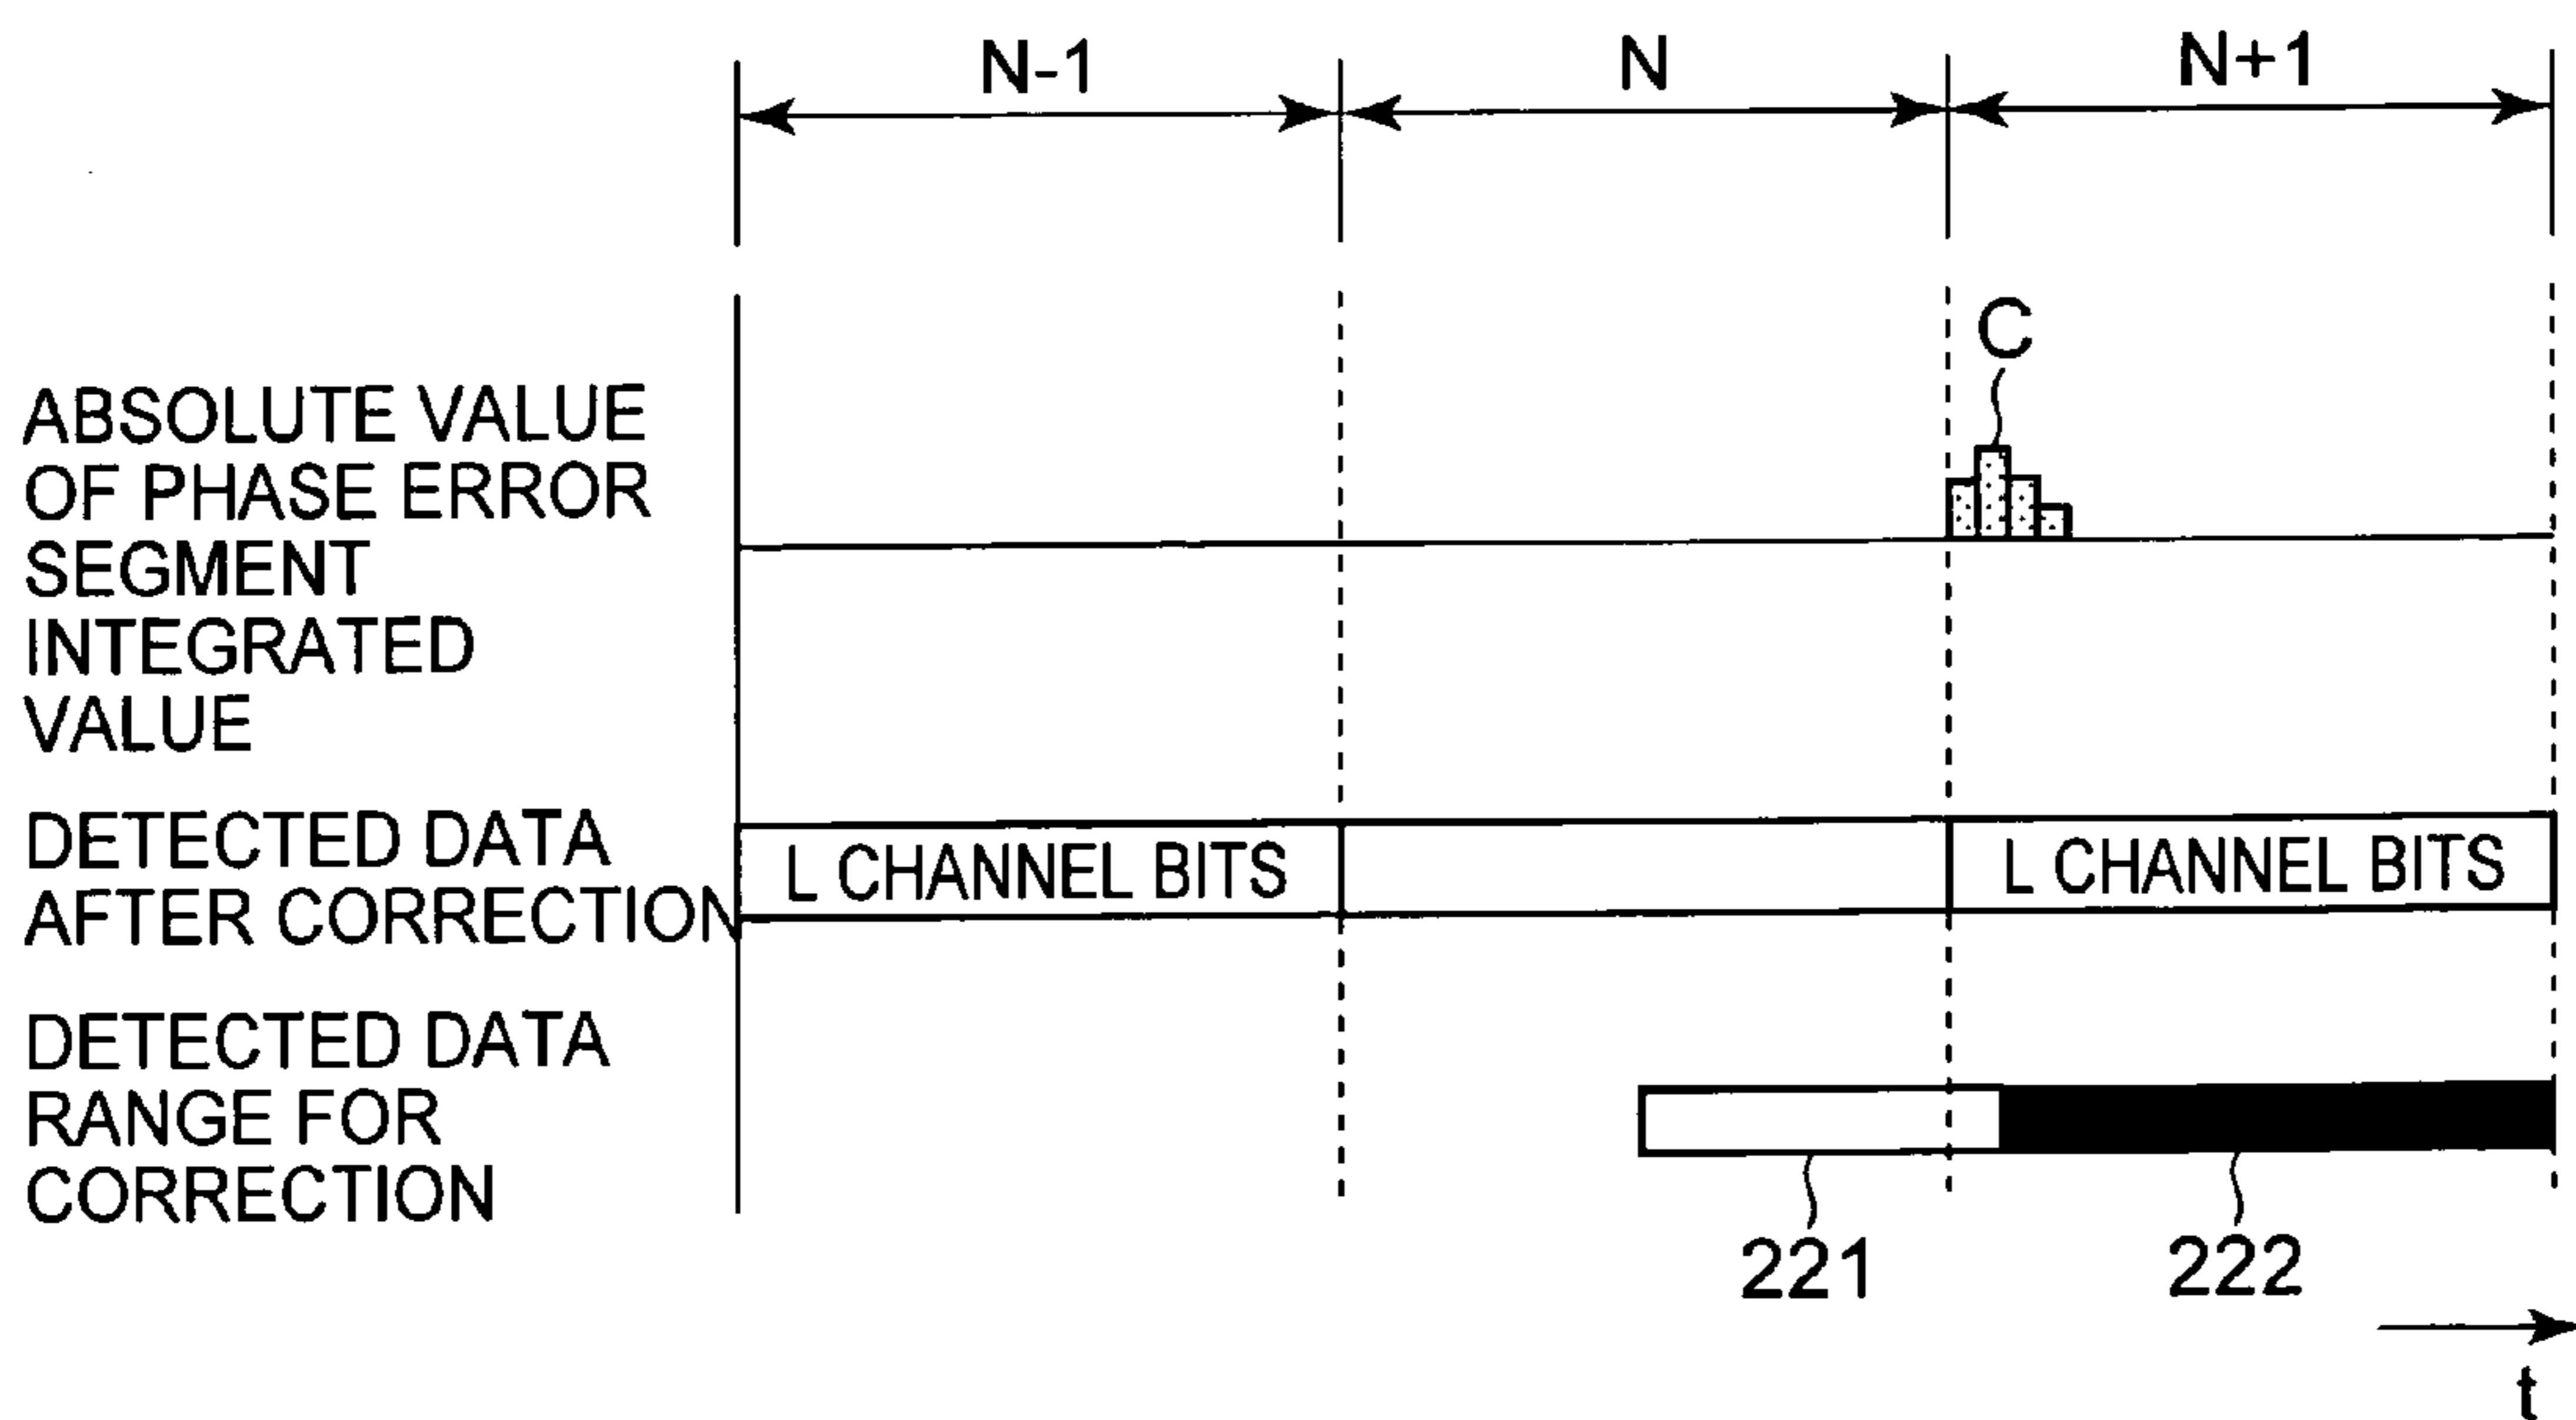 N-1
N
N+1
C
ABSOLUTE VALUE
OF PHASE ERROR
SEGMENT
INTEGRATED
VALUE
DETECTED DATA
AFTER CORRECTION
L CHANNEL BITS
L CHANNEL BITS
DETECTED DATA
RANGE FOR
CORRECTION
221
222
t